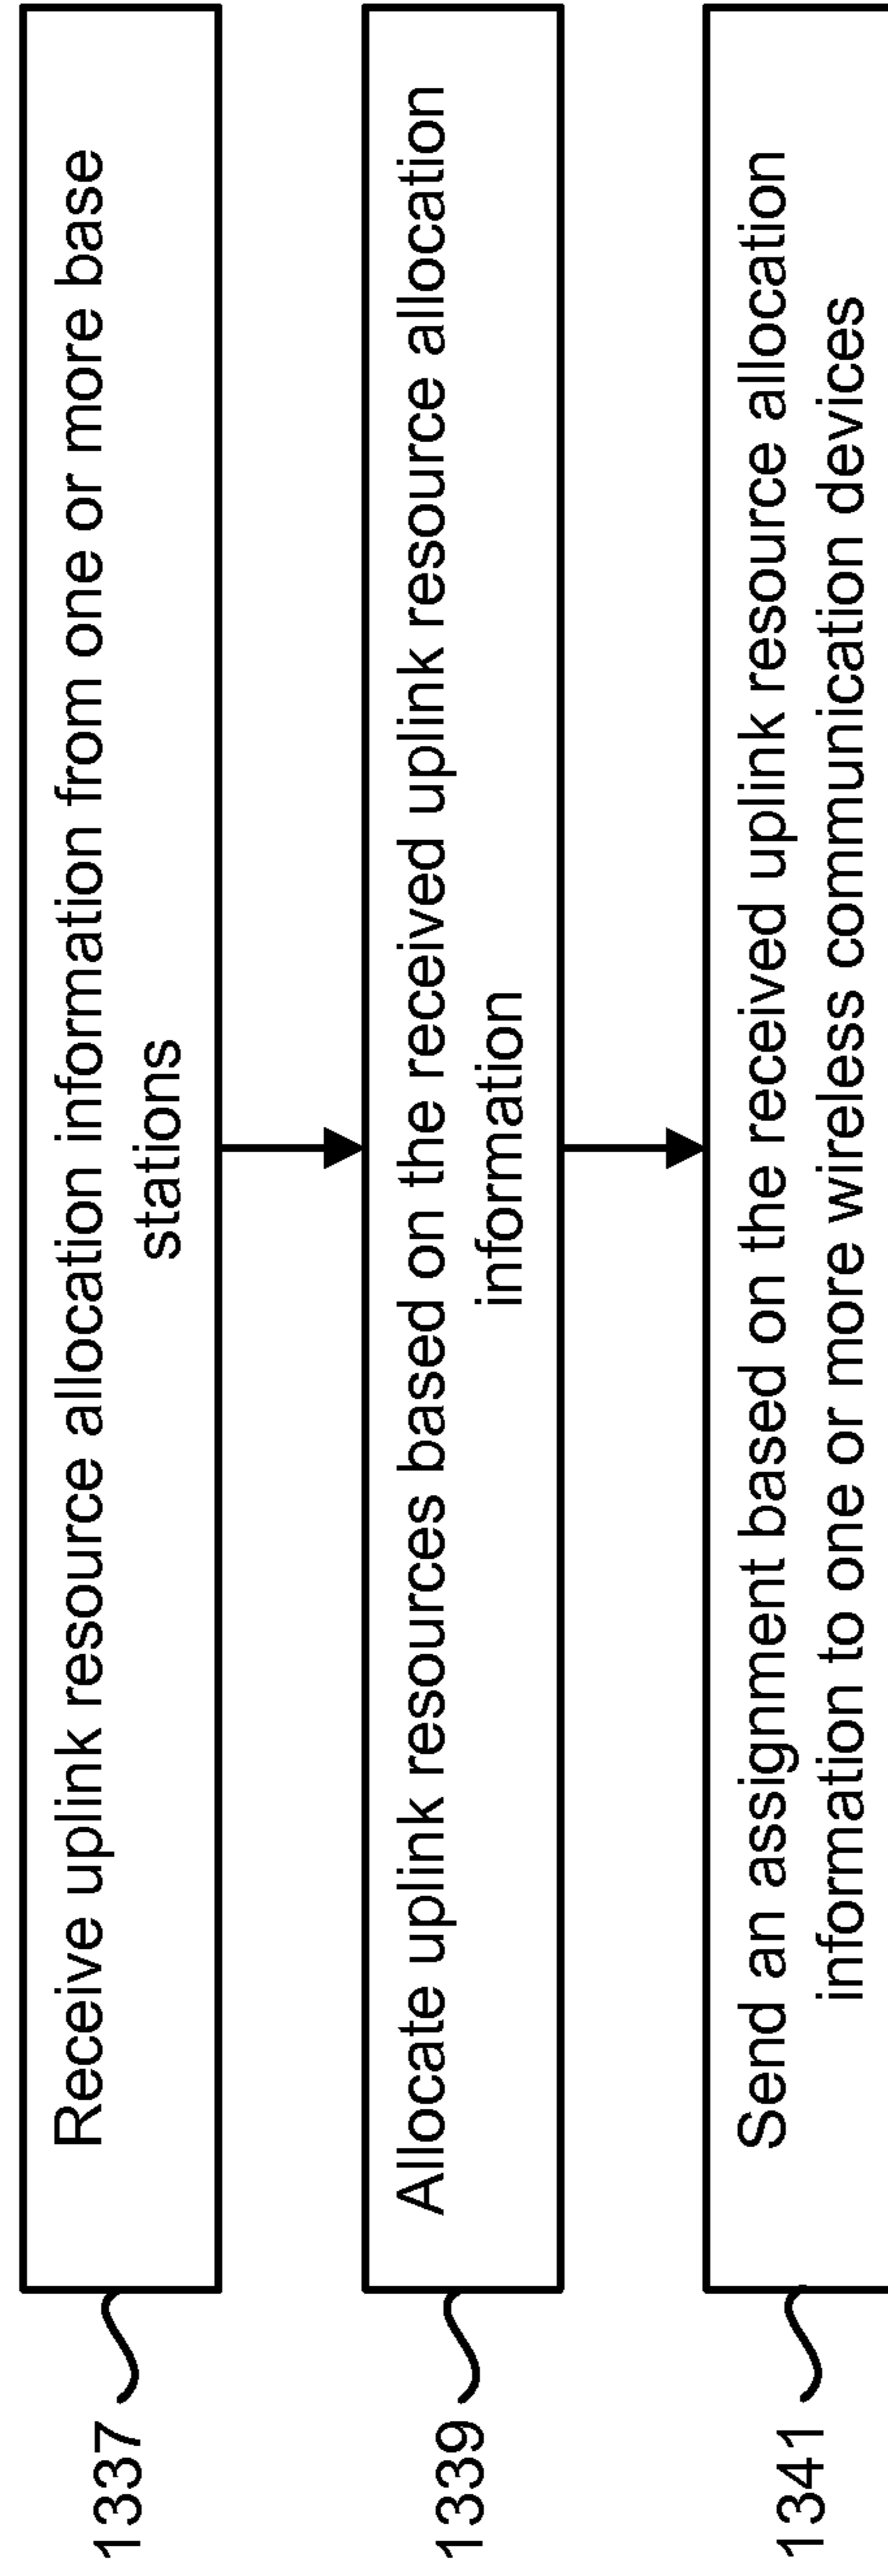 1337
Receive uplink resource allocation information from one or more base
stations
1339
Allocate uplink resources based on the received uplink resource allocation
information
1341
Send an assignment based on the received uplink resource allocation
information to one or more wireless communication devices